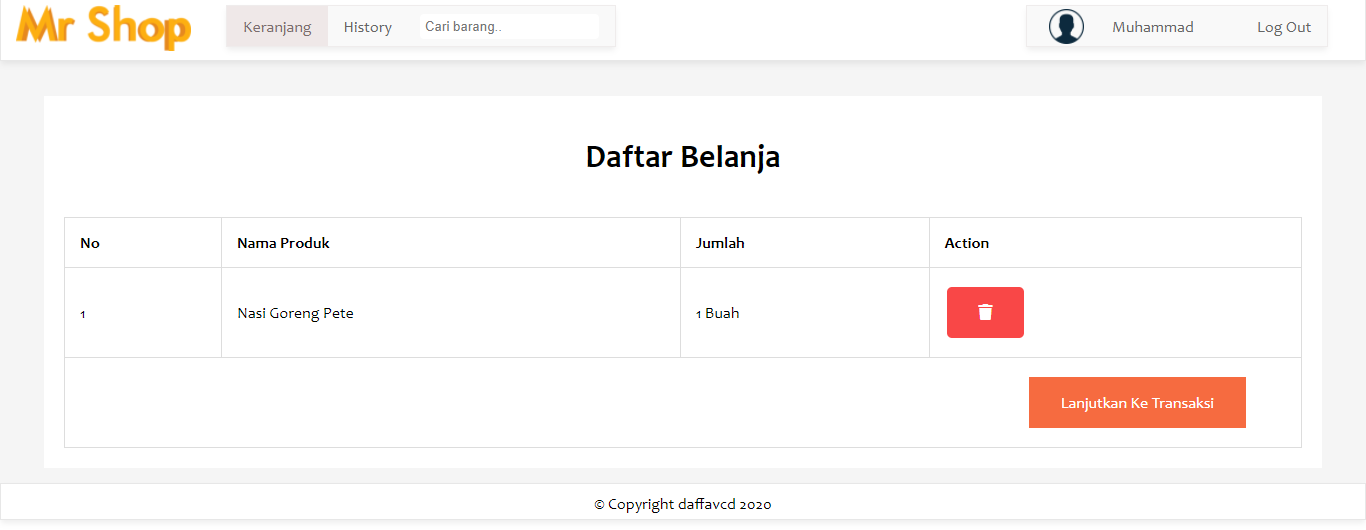 Mr Shop Keranjang History Cari barang.. Muhammad Log Out
Daftar Belanja
No Nama Produk Jumlah Action
1 Nasi Goreng Pete 1 Buah
Lanjutkan Ke Transaksi
© Copyright daffavcd 2020